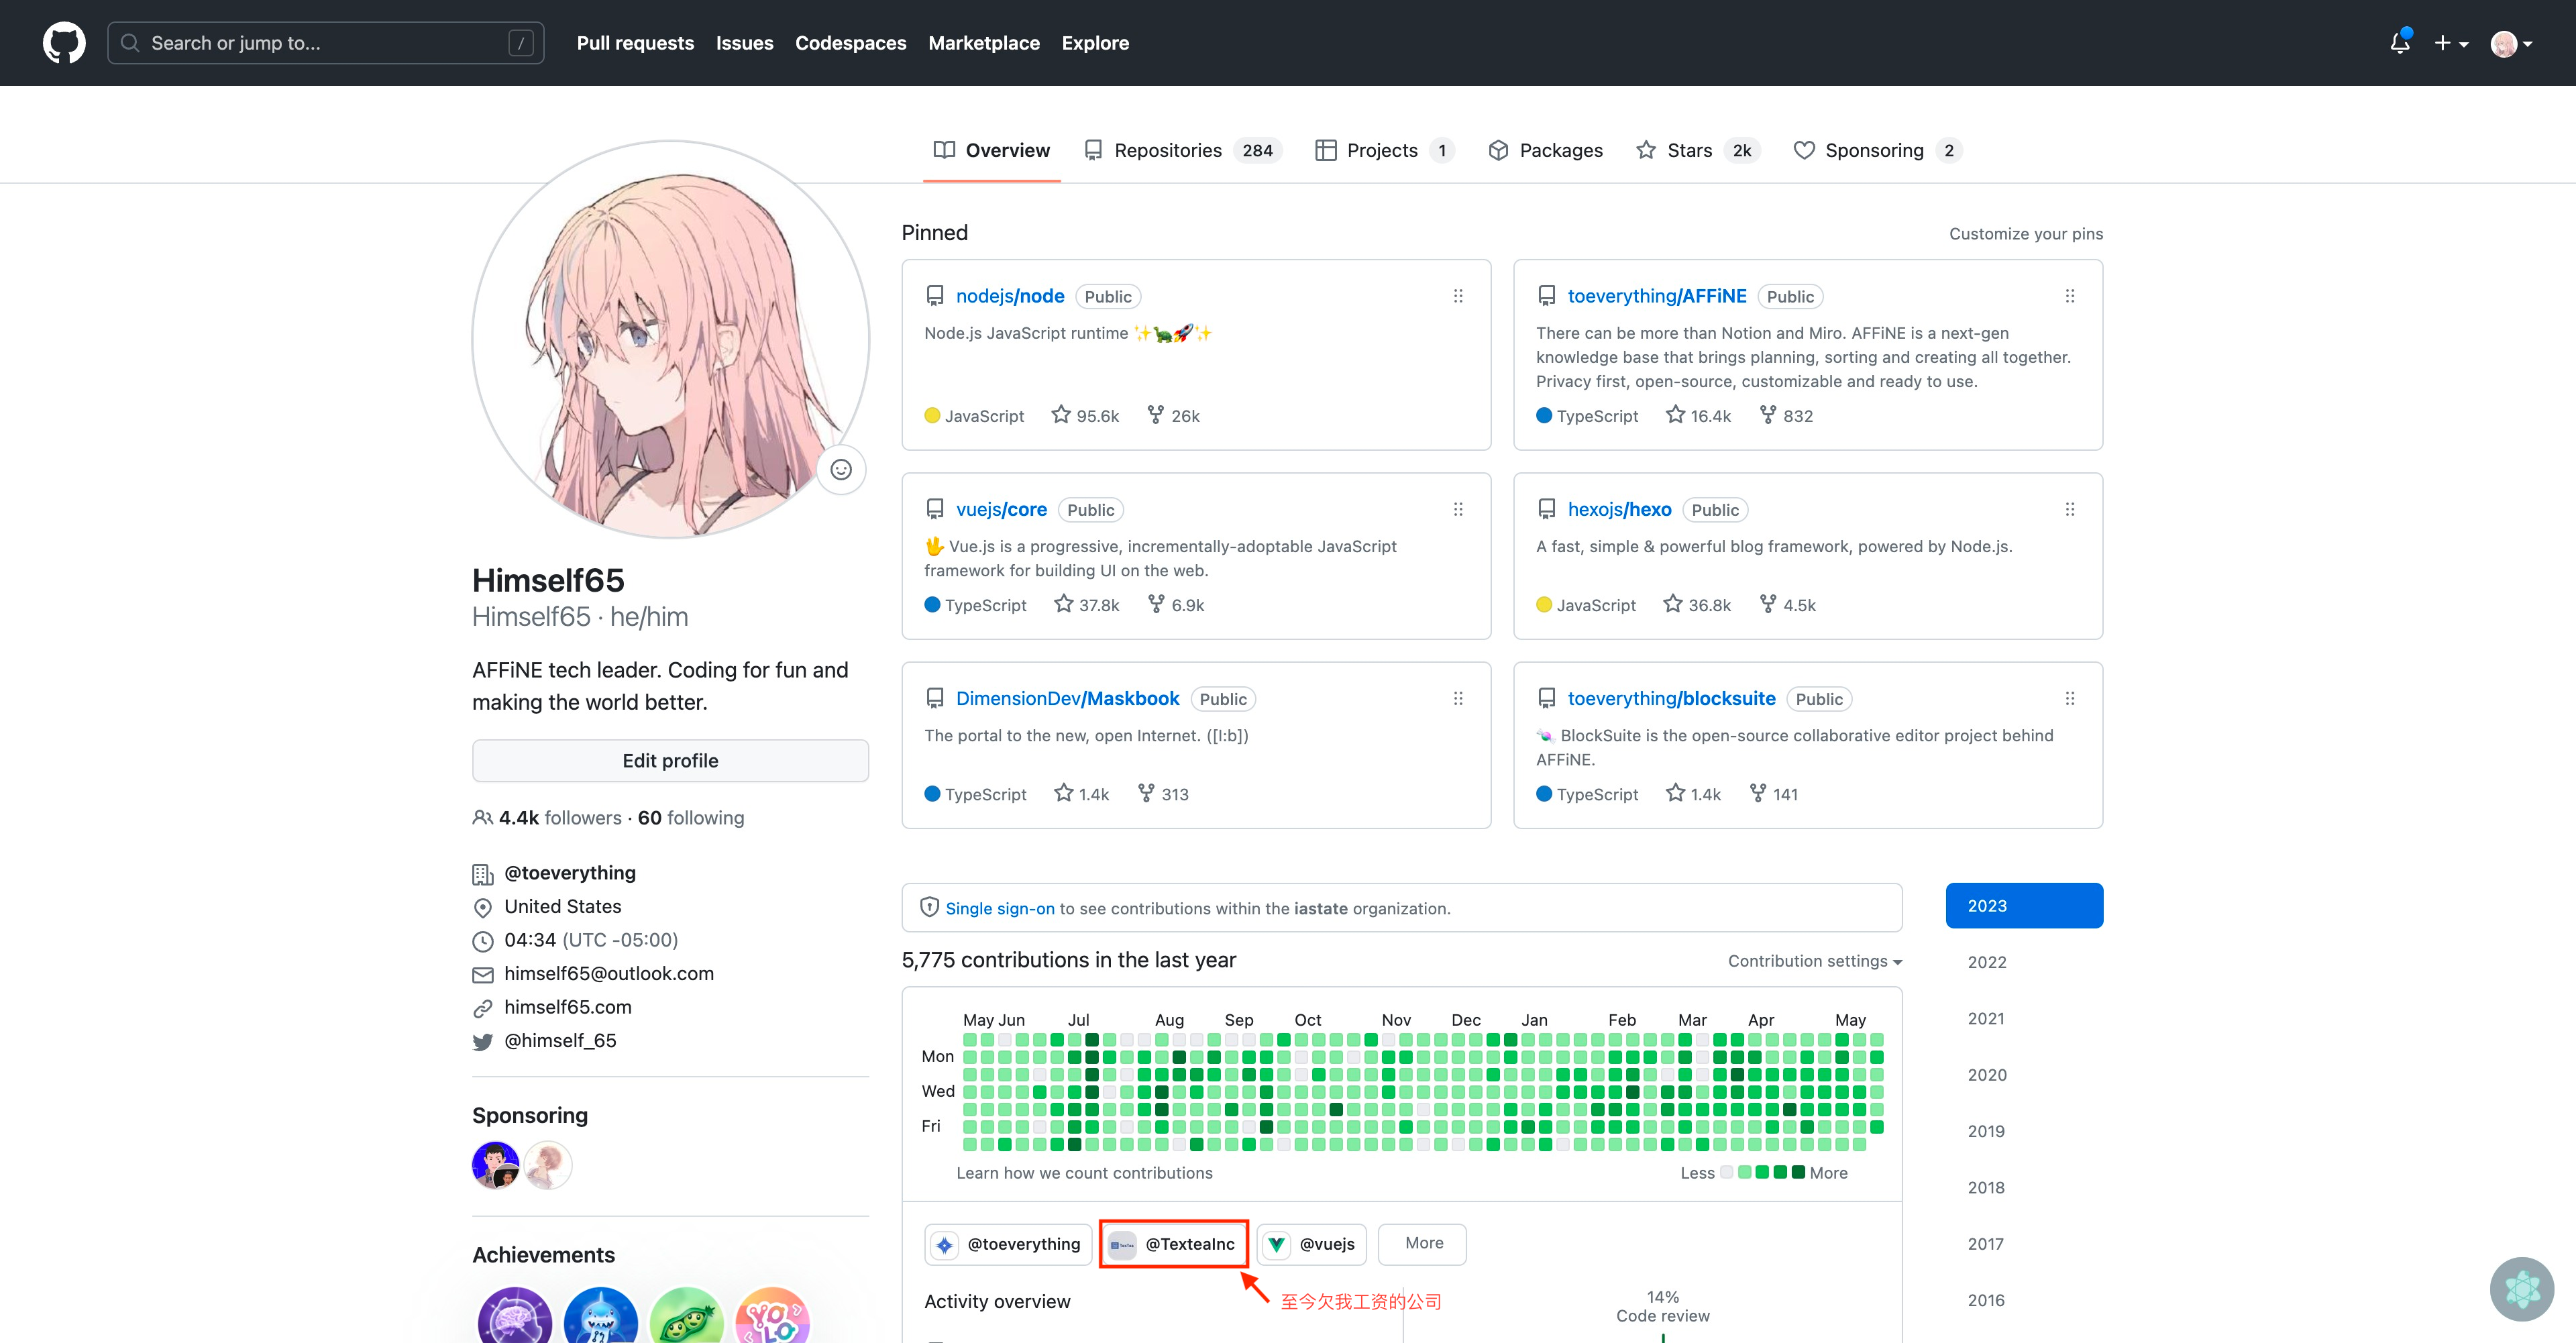 Search or jump to...
/
Pull requests
Issues
Codespaces
Marketplace
Explore
Overview
Repositories 284
Projects 1
Packages
Stars 2k
Sponsoring 2
Himself65
Himself65 · he/him
AFFiNE tech leader. Coding for fun and
making the world better.
Edit profile
4.4k followers · 60 following
@toeverything
United States
04:34 (UTC -05:00)
himself65@outlook.com
himself65.com
@himself_65
Sponsoring
Achievements
YOLO
Pinned
Customize your pins
nodejs/node Public
Node.js JavaScript runtime ✨🐢🚀✨
JavaScript 95.6k 26k
toeverything/AFFiNE Public
There can be more than Notion and Miro. AFFiNE is a next-gen
knowledge base that brings planning, sorting and creating all together.
Privacy first, open-source, customizable and ready to use.
TypeScript 16.4k 832
vuejs/core Public
🖖 Vue.js is a progressive, incrementally-adoptable JavaScript
framework for building UI on the web.
TypeScript 37.8k 6.9k
hexojs/hexo Public
A fast, simple & powerful blog framework, powered by Node.js.
JavaScript 36.8k 4.5k
DimensionDev/Maskbook Public
The portal to the new, open Internet. ([I:b])
TypeScript 1.4k 313
toeverything/blocksuite Public
🍬 BlockSuite is the open-source collaborative editor project behind
AFFiNE.
TypeScript 1.4k 141
Single sign-on to see contributions within the iastate organization.
5,775 contributions in the last year
Contribution settings
May Jun Jul Aug Sep Oct Nov Dec Jan Feb Mar Apr May
Mon
Wed
Fri
Learn how we count contributions
Less More
@toeverything
@TexteaInc
@vuejs
More
至今欠我工资的公司
Activity overview
14%
Code review
2023
2022
2021
2020
2019
2018
2017
2016